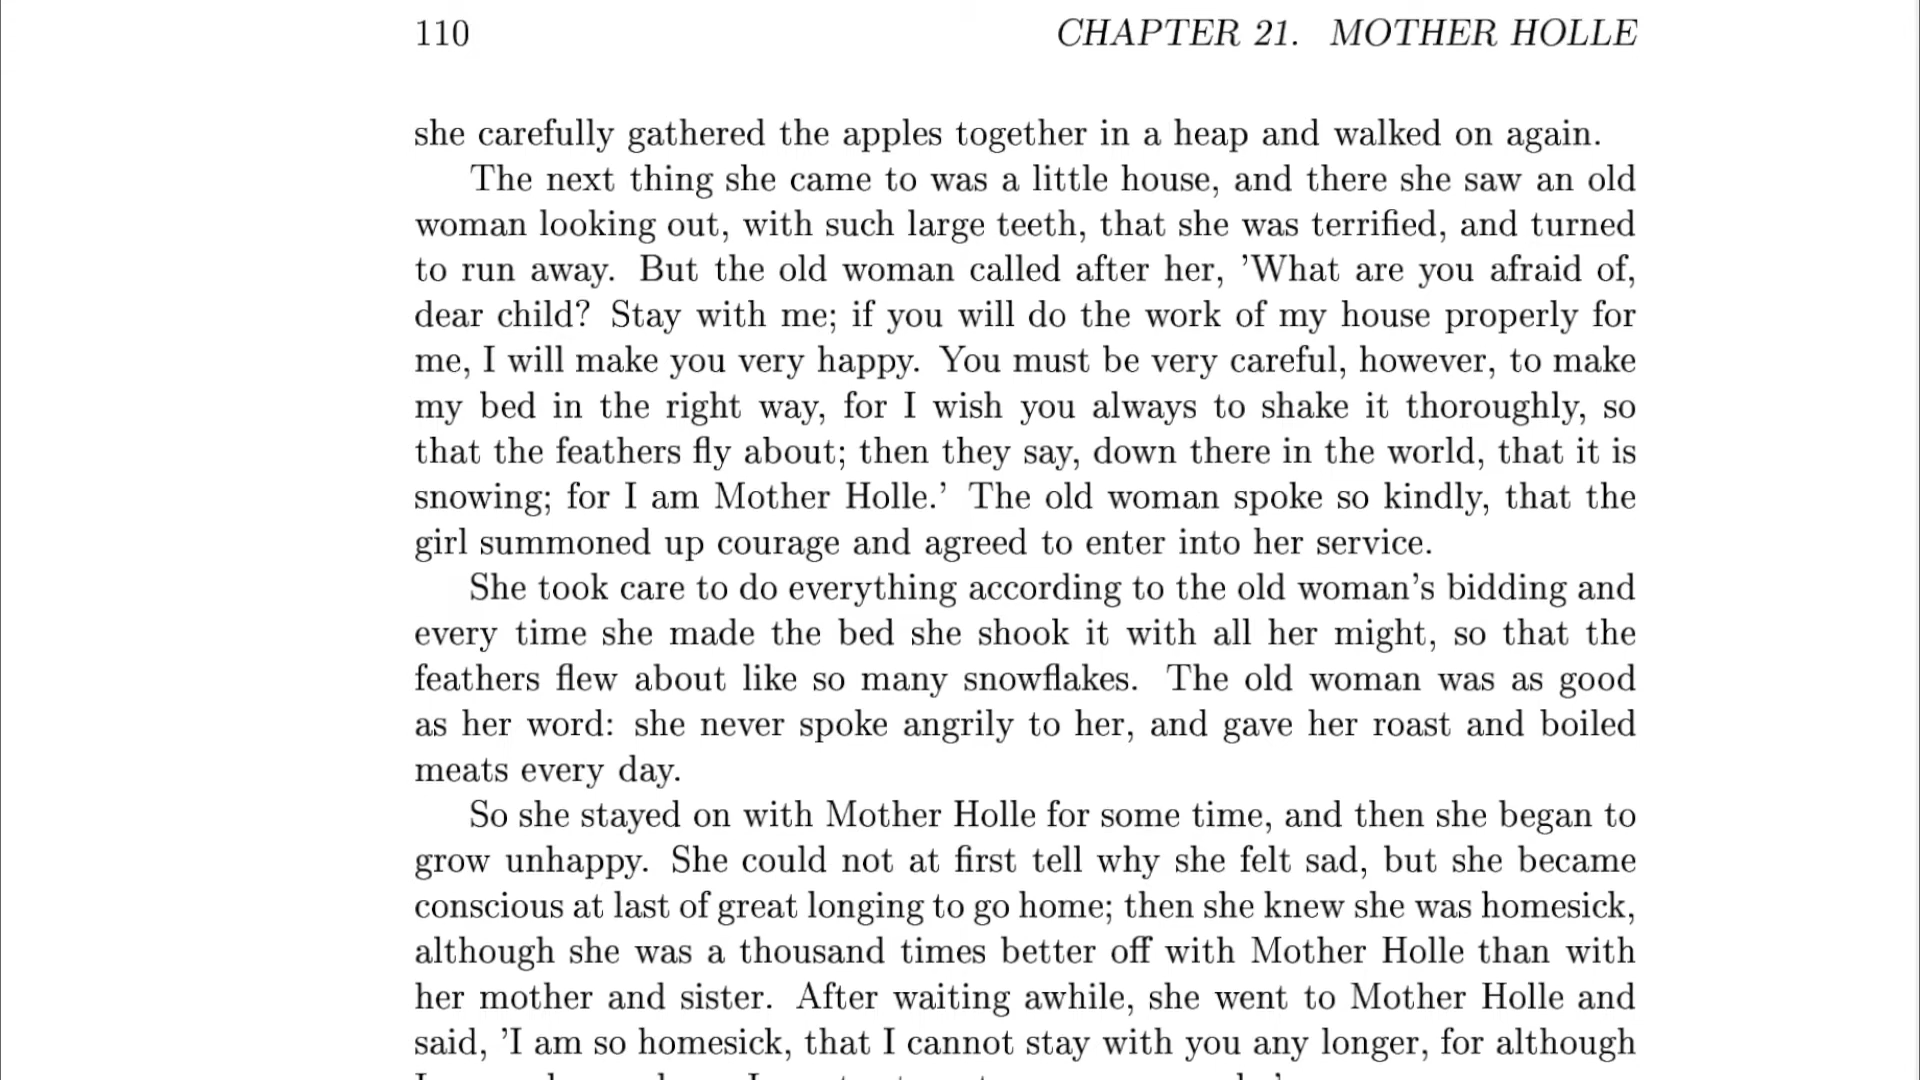 110 CHAPTER 21. MOTHER HOLLE
she carefully gathered the apples together in a heap and walked on again.
The next thing she came to was a little house, and there she saw an old
woman looking out, with such large teeth, that she was terrified, and turned
to run away. But the old woman called after her, ’What are you afraid of,
dear child? Stay with me; if you will do the work of my house properly for
me, I will make you very happy. You must be very careful, however, to make
my bed in the right way, for I wish you always to shake it thoroughly, so
that the feathers fly about; then they say, down there in the world, that it is
snowing; for I am Mother Holle.’ The old woman spoke so kindly, that the
girl summoned up courage and agreed to enter into her service.
She took care to do everything according to the old woman’s bidding and
every time she made the bed she shook it with all her might, so that the
feathers flew about like so many snowflakes. The old woman was as good
as her word: she never spoke angrily to her, and gave her roast and boiled
meats every day.
So she stayed on with Mother Holle for some time, and then she began to
grow unhappy. She could not at first tell why she felt sad, but she became
conscious at last of great longing to go home; then she knew she was homesick,
although she was a thousand times better off with Mother Holle than with
her mother and sister. After waiting awhile, she went to Mother Holle and
said, ’I am so homesick, that I cannot stay with you any longer, for although